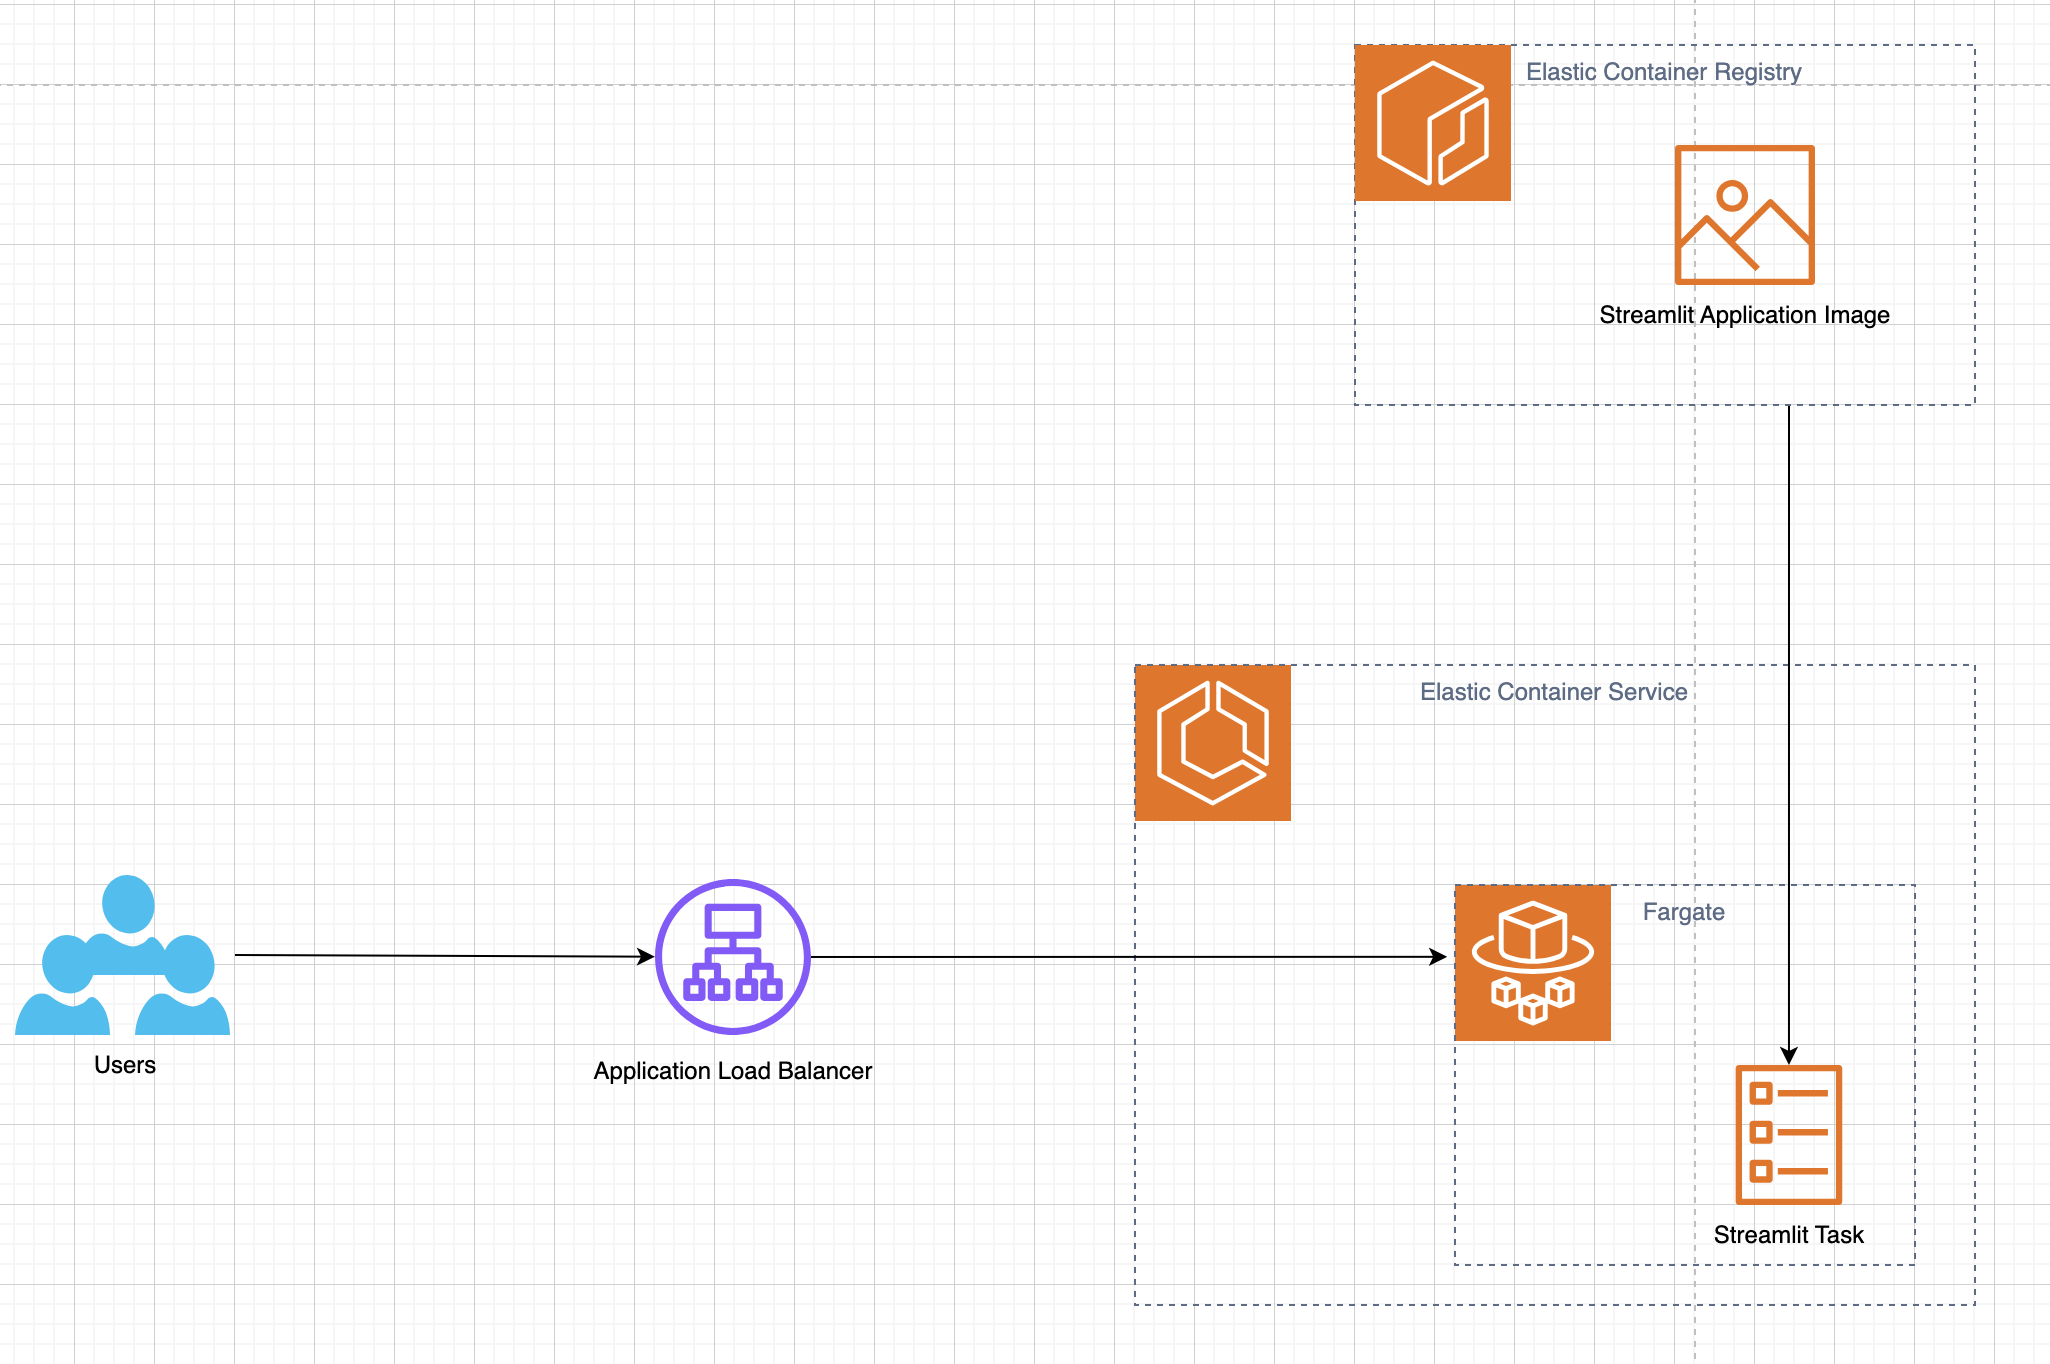 Elastic Container Registry
Streamlit Application Image
Elastic Container Service
Fargate
Users
Application Load Balancer
Streamlit Task